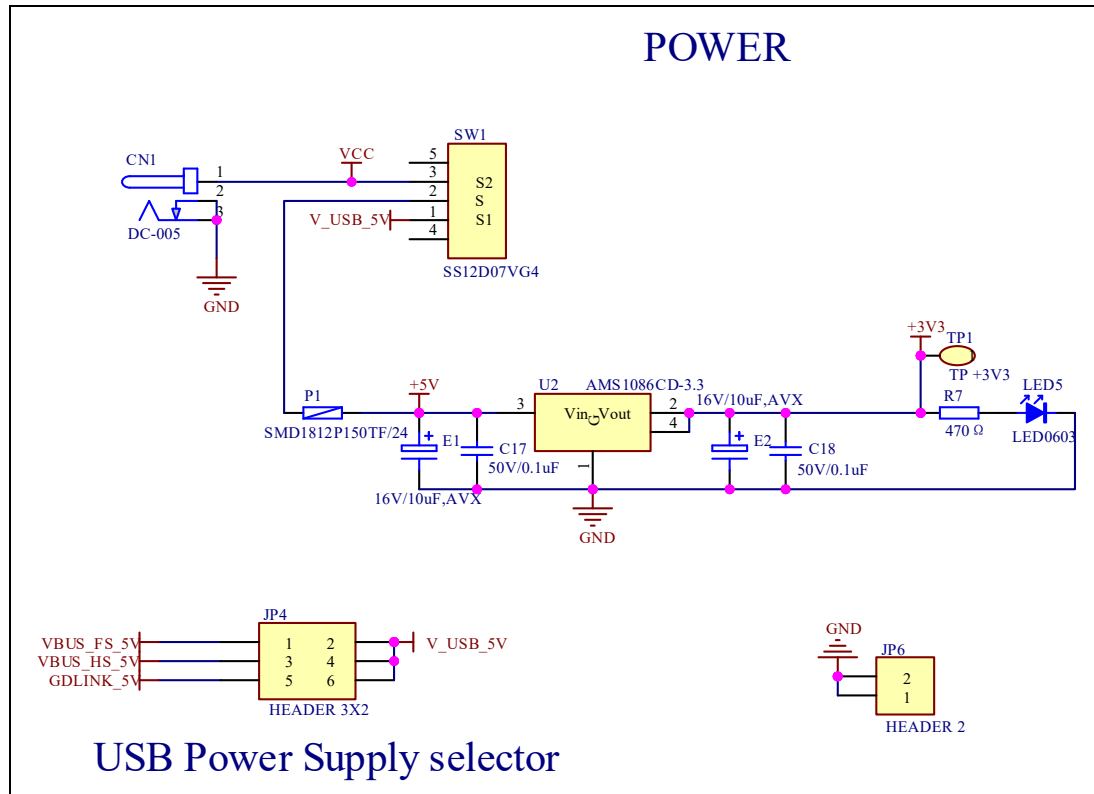 POWER
SW1
CN1
VCC
1
2
3
DC-005
GND
5
3
2
1
4
S2
S
S1
V_USB_5V
SS12D07VG4
+3V3
TP1
TP +3V3
P1
+5V
U2
AMS1086CD-3.3
SMD1812P150TF/24
3
Vin
G
Vout
2
4
1
16V/10uF,AVX
R7
LED5
470 Ω
LED0603
E1
C17
50V/0.1uF
16V/10uF,AVX
E2
C18
50V/0.1uF
GND
JP4
VBUS_FS_5V
VBUS_HS_5V
GDLINK_5V
1 2
3 4
5 6
V_USB_5V
HEADER 3X2
GND
JP6
2
1
HEADER 2
USB Power Supply selector